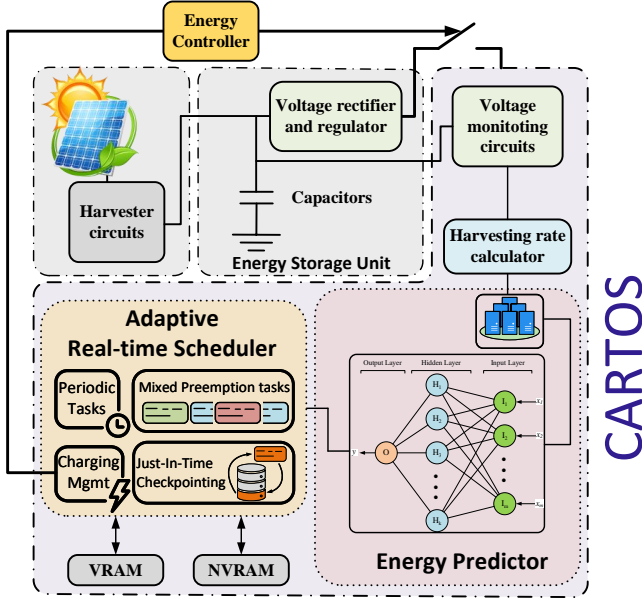 Energy
Controller
Voltage rectifier
and regulator
Voltage
monitoting
circuits
Harvester
circuits
Capacitors
Energy Storage Unit
Harvesting rate
calculator
CARTOS
Adaptive
Real-time Scheduler
Periodic
Tasks
Mixed Preemption tasks
Charging
Mgmt
Just-In-Time
Checkpointing
Output Layer
Hidden Layer
Input Layer
H1
H2
H3
Hk
I1
I2
Im
O
y
x1
x2
xm
Energy Predictor
VRAM
NVRAM